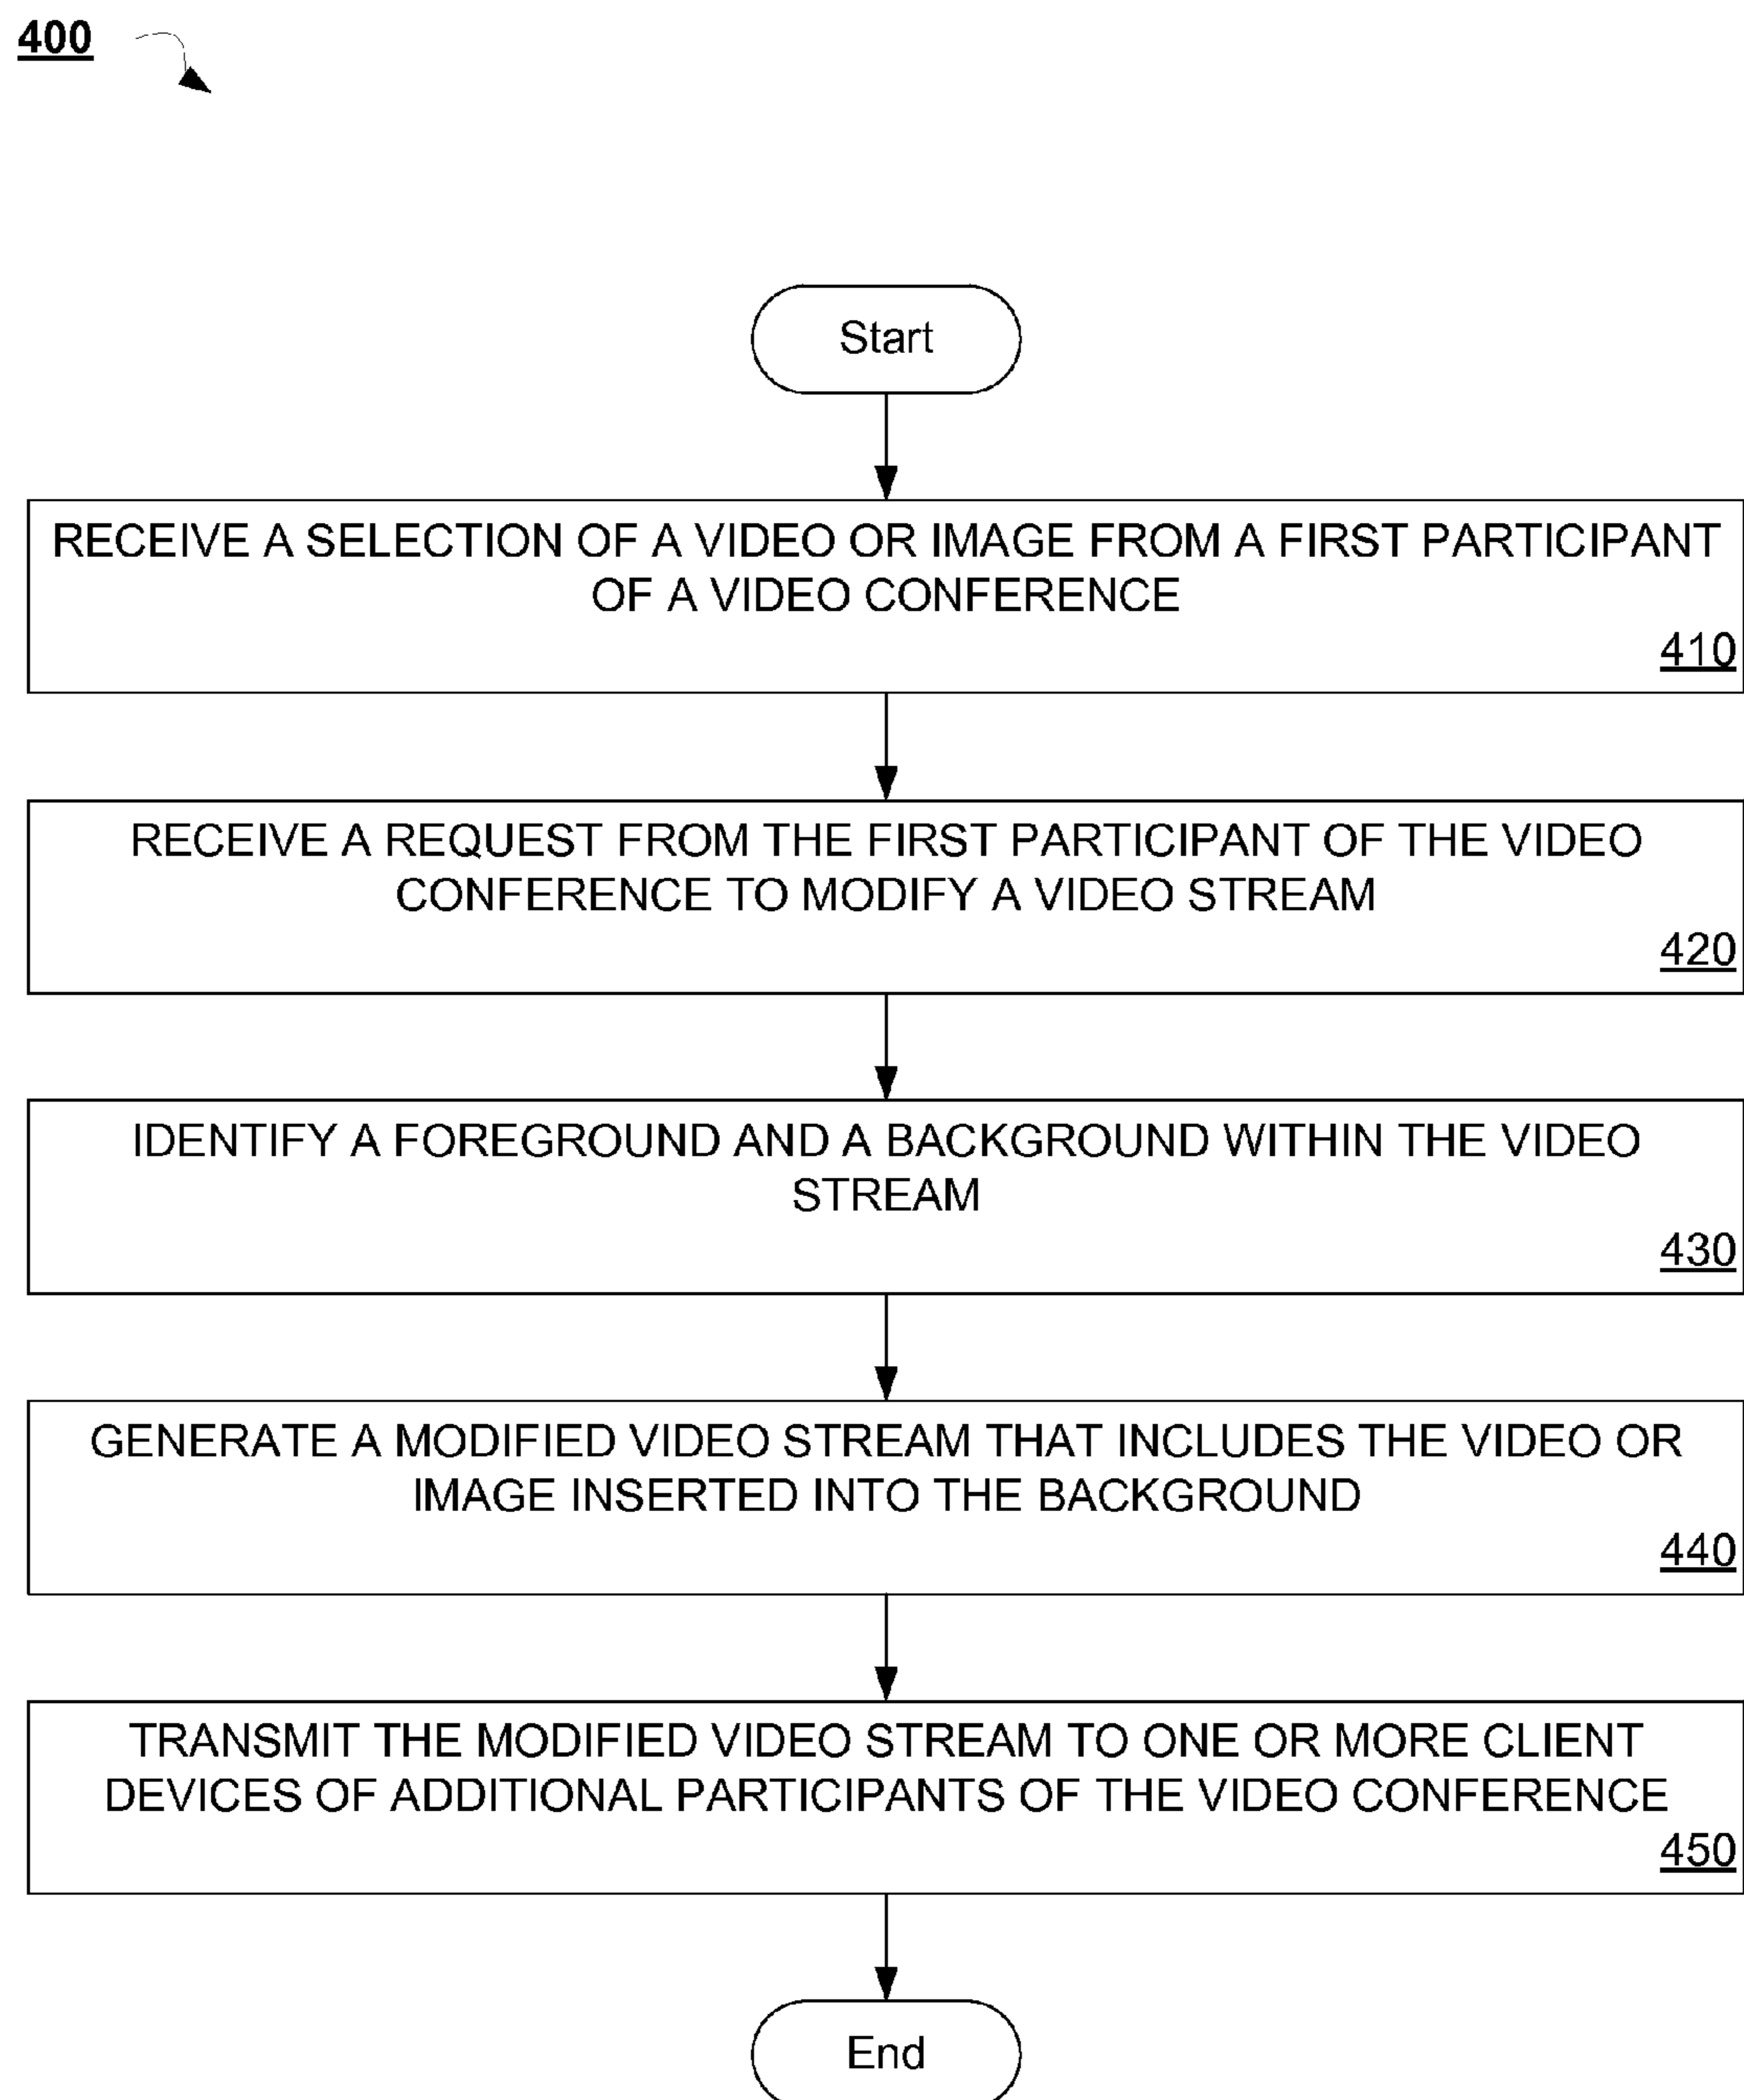 400
Start
RECEIVE A SELECTION OF A VIDEO OR IMAGE FROM A FIRST PARTICIPANT
OF A VIDEO CONFERENCE
410
RECEIVE A REQUEST FROM THE FIRST PARTICIPANT OF THE VIDEO
CONFERENCE TO MODIFY A VIDEO STREAM
420
IDENTIFY A FOREGROUND AND A BACKGROUND WITHIN THE VIDEO
STREAM
430
GENERATE A MODIFIED VIDEO STREAM THAT INCLUDES THE VIDEO OR
IMAGE INSERTED INTO THE BACKGROUND
440
TRANSMIT THE MODIFIED VIDEO STREAM TO ONE OR MORE CLIENT
DEVICES OF ADDITIONAL PARTICIPANTS OF THE VIDEO CONFERENCE
450
End